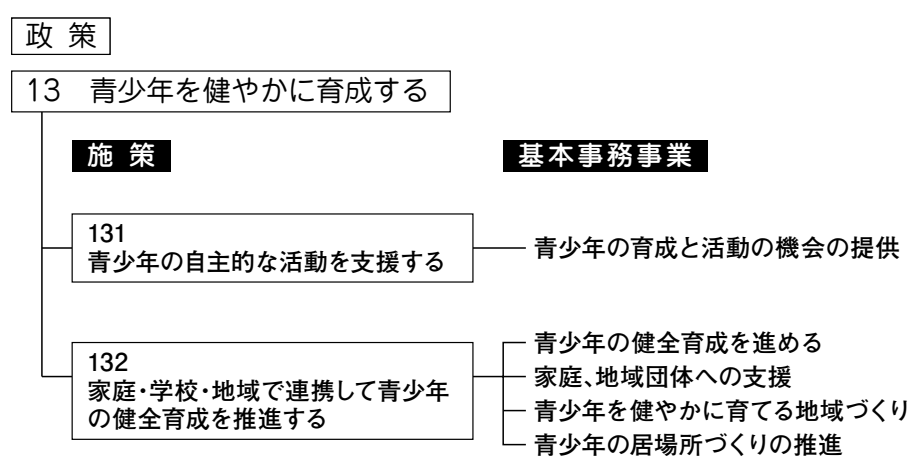 政 策
13　青少年を健やかに育成する
施 策
基本事務事業
131
青少年の自主的な活動を支援する
青少年の育成と活動の機会の提供
132
家庭・学校・地域で連携して青少年
の健全育成を推進する
青少年の健全育成を進める
家庭、地域団体への支援
青少年を健やかに育てる地域づくり
青少年の居場所づくりの推進